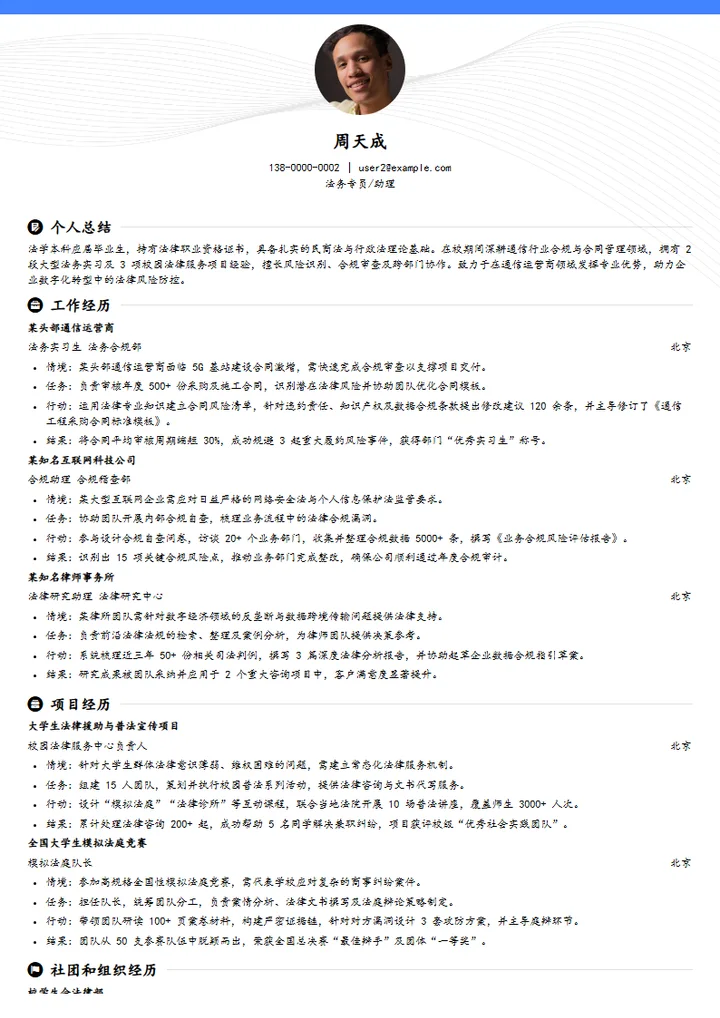 周天成
138-0000-0002 | user2@example.com
法务专员/助理
个人总结
法学本科应届毕业生，持有法律职业资格证书，具备扎实的民商法与行政法理论基础。在校期间深耕通信行业合规与合同管理领域，拥有 2
段大型法务实习及 3 项校园法律服务项目经验，擅长风险识别、合规审查及跨部门协作。致力于在通信运营商领域发挥专业优势，助力企
业数字化转型中的法律风险防控。
工作经历
某头部通信运营商
法务实习生 法务合规部 北京
• 情境：某头部通信运营商面临 5G 基站建设合同激增，需快速完成合规审查以支撑项目交付。
• 任务：负责审核年度 500+ 份采购及施工合同，识别潜在法律风险并协助团队优化合同模板。
• 行动：运用法律专业知识建立合同风险清单，针对违约责任、知识产权及数据合规条款提出修改建议 120 余条，并主导修订了《通信
工程采购合同标准模板》。
• 结果：将合同平均审核周期缩短 30%，成功规避 3 起重大履约风险事件，获得部门“优秀实习生”称号。
某知名互联网科技公司
合规助理 合规稽查部 北京
• 情境：某大型互联网企业需应对日益严格的网络安全法与个人信息保护法监管要求。
• 任务：协助团队开展内部合规自查，梳理业务流程中的法律合规漏洞。
• 行动：参与设计合规自查问卷，访谈 20+ 个业务部门，收集并整理合规数据 5000+ 条，撰写《业务合规风险评估报告》。
• 结果：识别出 15 项关键合规风险点，推动业务部门完成整改，确保公司顺利通过年度合规审计。
某知名律师事务所
法律研究助理 法律研究中心 北京
• 情境：某律所团队需针对数字经济领域的反垄断与数据跨境传输问题提供法律支持。
• 任务：负责前沿法律法规的检索、整理及案例分析，为律师团队提供决策参考。
• 行动：系统梳理近三年 50+ 份相关司法判例，撰写 3 篇深度法律分析报告，并协助起草企业数据合规指引草案。
• 结果：研究成果被团队采纳并应用于 2 个重大咨询项目中，客户满意度显著提升。
项目经历
大学生法律援助与普法宣传项目
校园法律服务中心负责人 北京
• 情境：针对大学生群体法律意识薄弱、维权困难的问题，需建立常态化法律服务机制。
• 任务：组建 15 人团队，策划并执行校园普法系列活动，提供法律咨询与文书代写服务。
• 行动：设计“模拟法庭”“法律诊所”等互动课程，联合当地法院开展 10 场普法讲座，覆盖师生 3000+ 人次。
• 结果：累计处理法律咨询 200+ 起，成功帮助 5 名同学解决兼职纠纷，项目获评校级“优秀社会实践团队”。
全国大学生模拟法庭竞赛
模拟法庭队长 北京
• 情境：参加高规格全国性模拟法庭竞赛，需代表学校应对复杂的商事纠纷案件。
• 任务：担任队长，统筹团队分工，负责案情分析、法律文书撰写及法庭辩论策略制定。
• 行动：带领团队研读 100+ 页案卷材料，构建严密证据链，针对对方漏洞设计 3 套攻防方案，并主导庭辩环节。
• 结果：团队从 50 支参赛队伍中脱颖而出，荣获全国总决赛“最佳辩手”及团体“一等奖”。
社团和组织经历
校学生会法律部